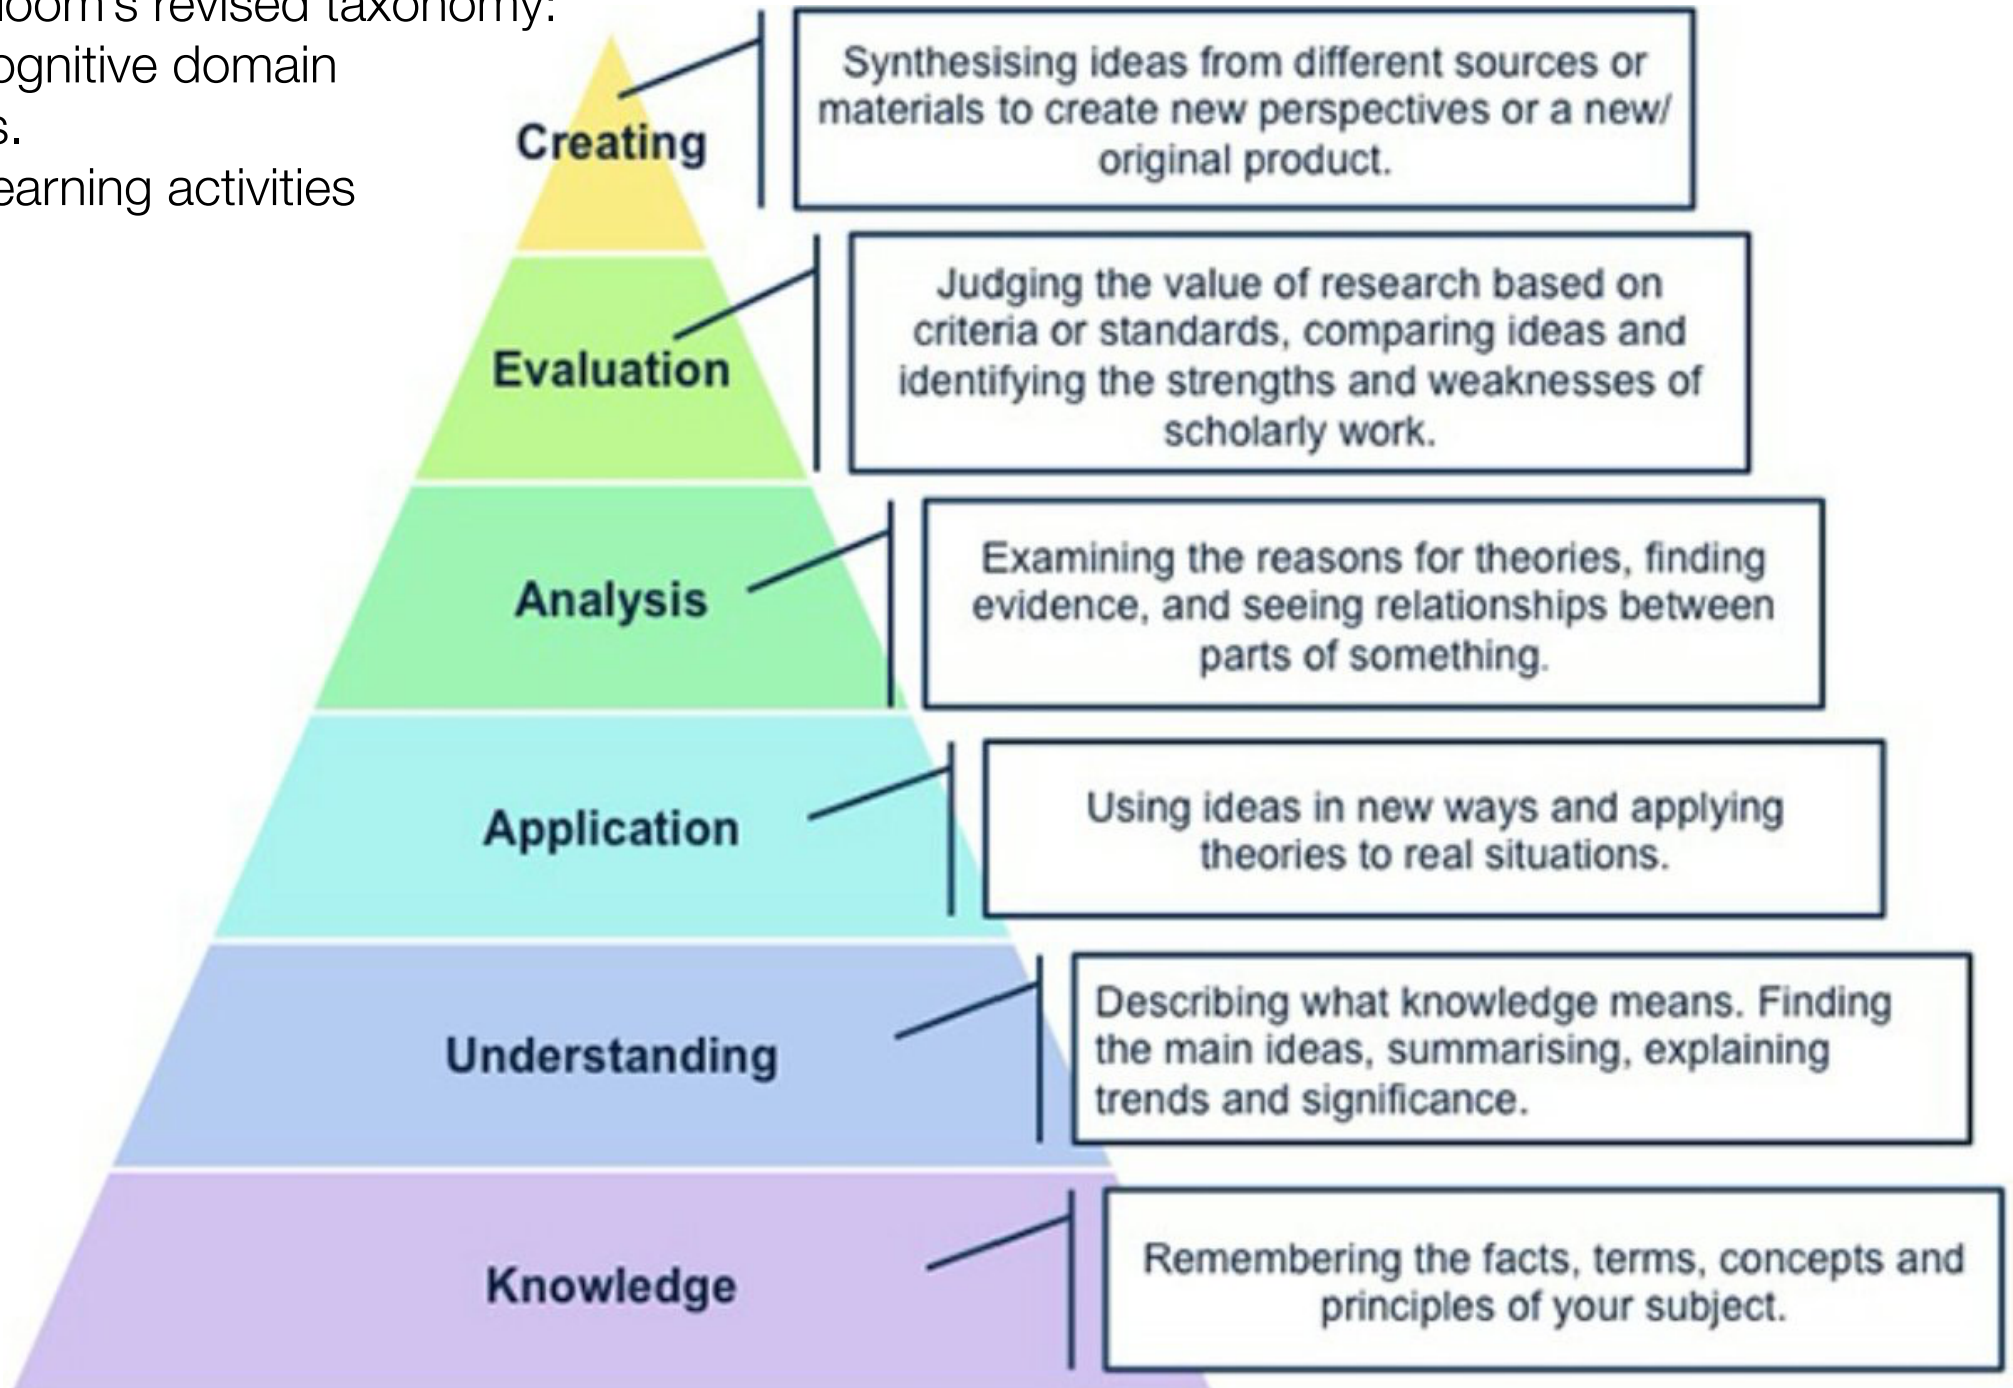 loom's revised taxonomy:
ognitive domain
s.
earning activities
Creating
Synthesising ideas from different sources or
materials to create new perspectives or a new/
original product.
Evaluation
Judging the value of research based on
criteria or standards, comparing ideas and
identifying the strengths and weaknesses of
scholarly work.
Analysis
Examining the reasons for theories, finding
evidence, and seeing relationships between
parts of something.
Application
Using ideas in new ways and applying
theories to real situations.
Understanding
Describing what knowledge means. Finding
the main ideas, summarising, explaining
trends and significance.
Knowledge
Remembering the facts, terms, concepts and
principles of your subject.